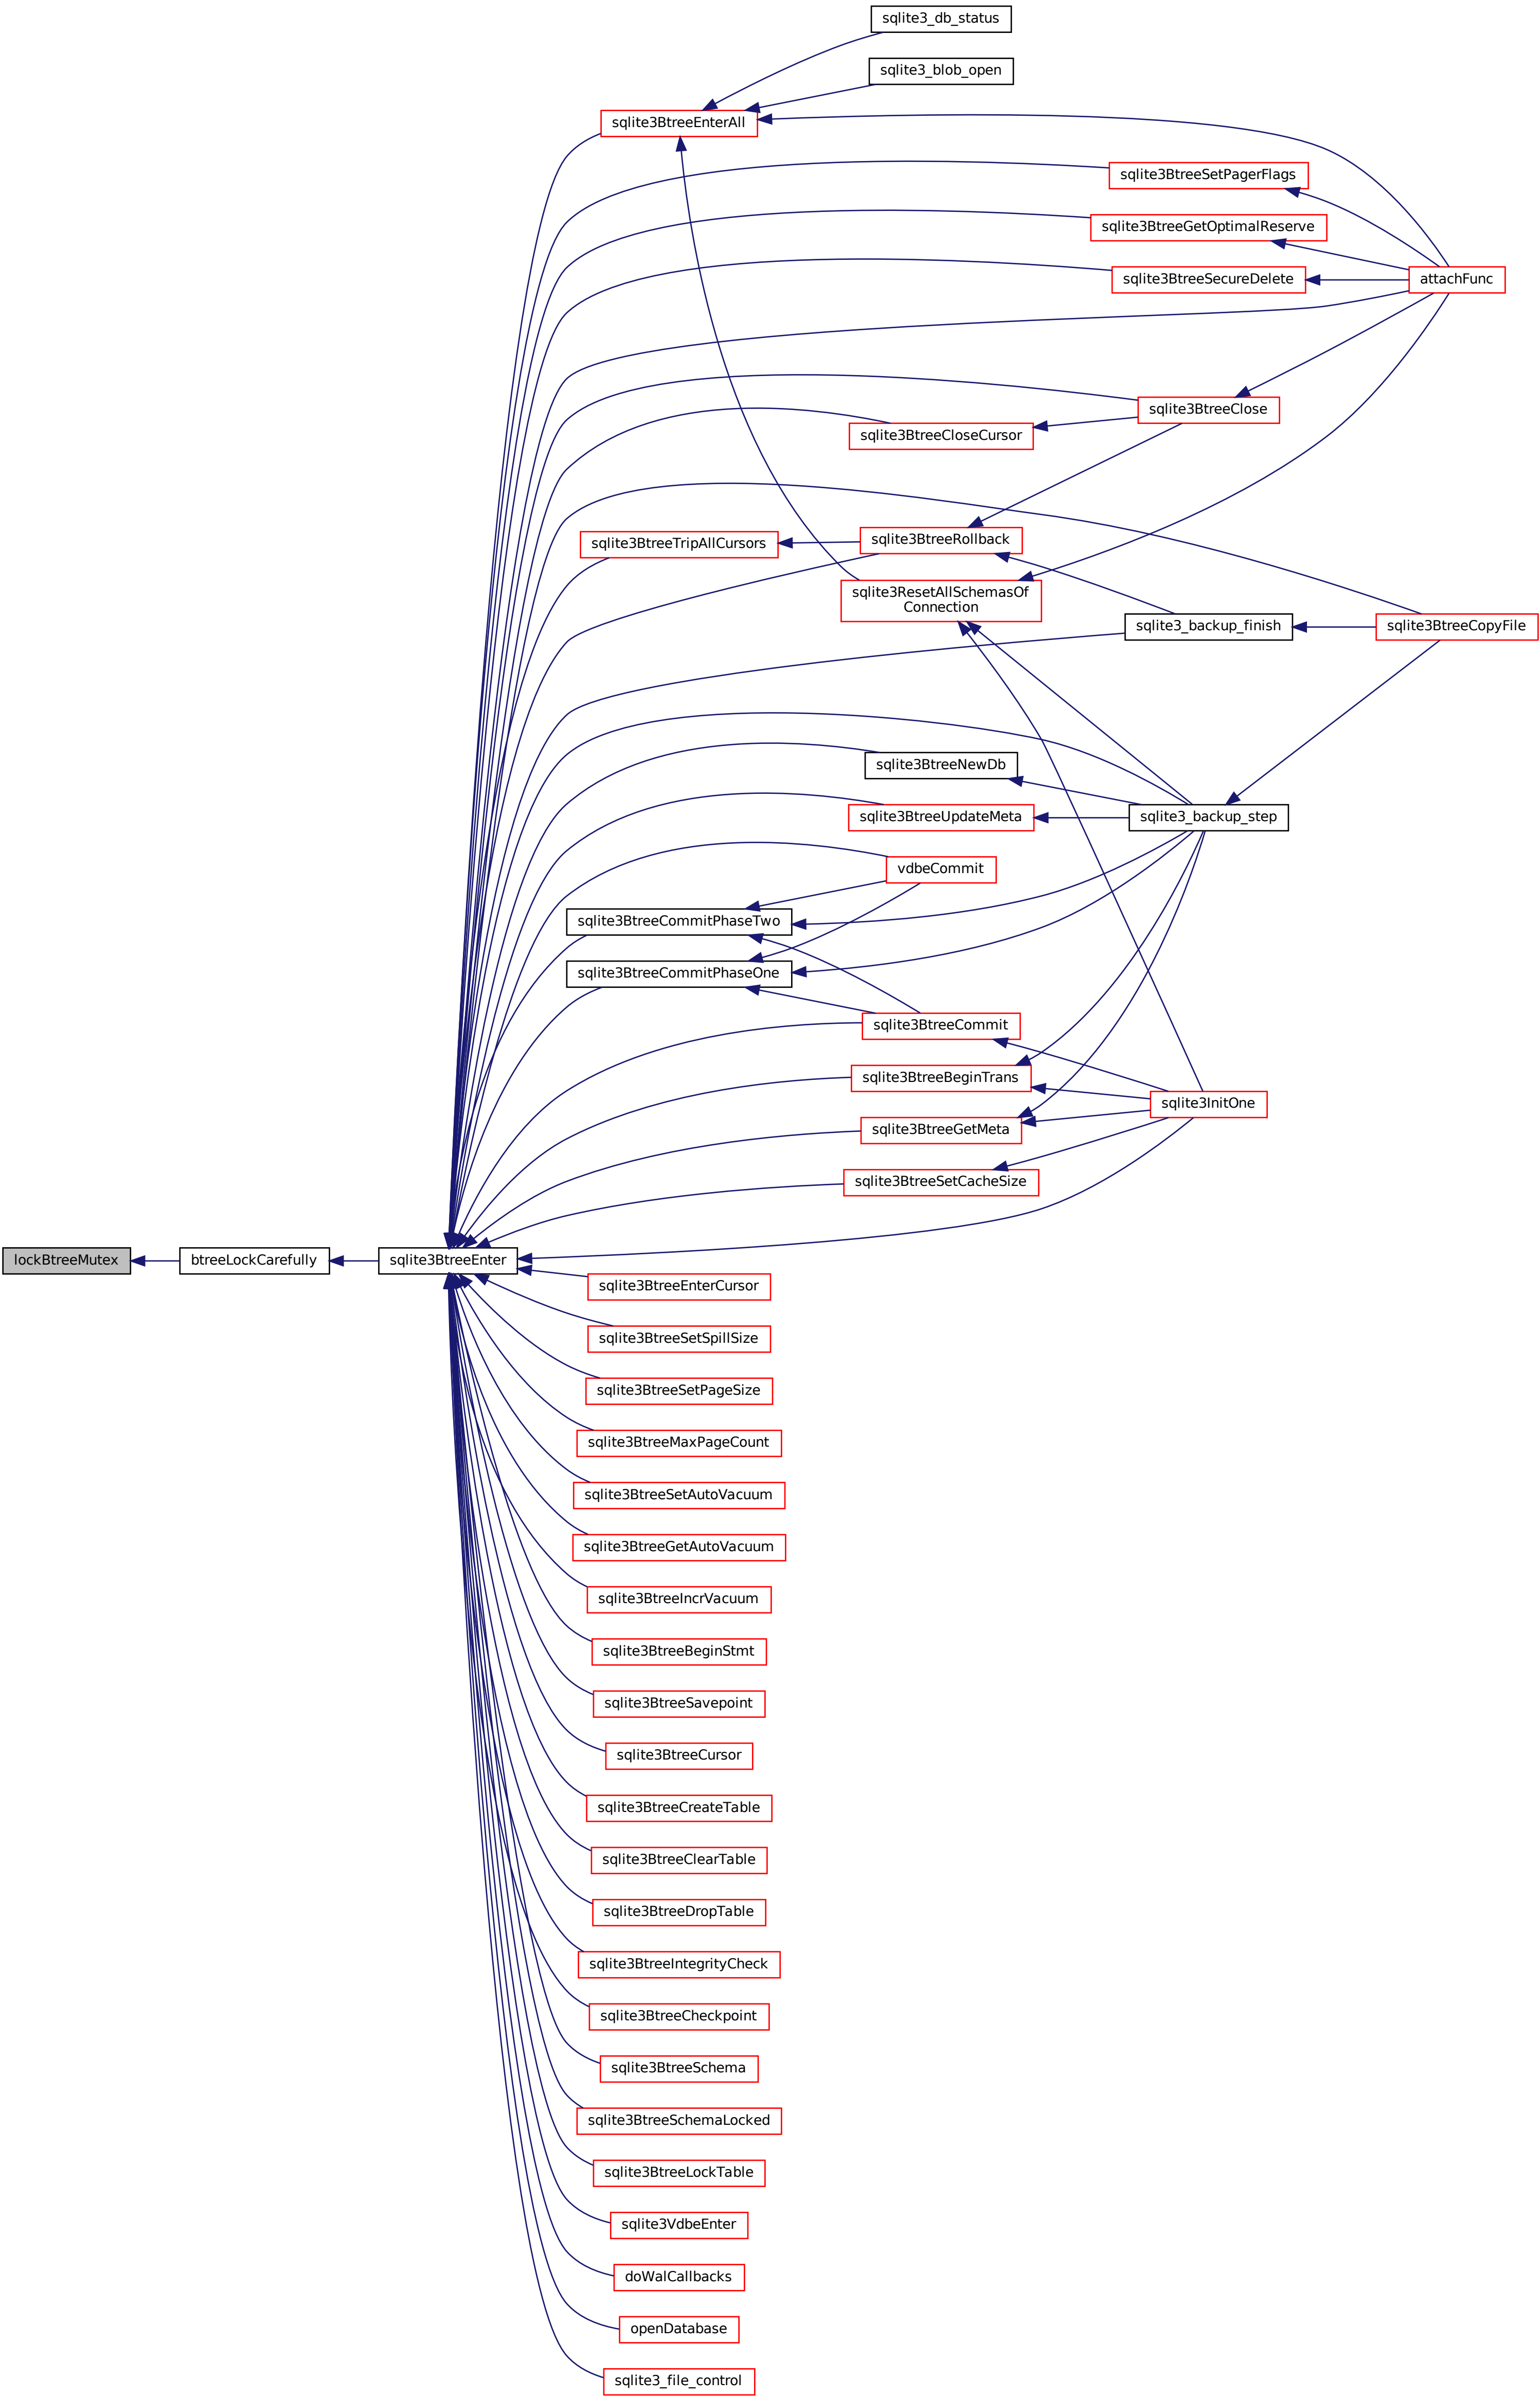 sqlite3_db_status
sqlite3_blob_open
sqlite3BtreeEnterAll
sqlite3BtreeSetPagerFlags
sqlite3BtreeGetOptimalReserve
sqlite3BtreeSecureDelete
attachFunc
sqlite3BtreeClose
sqlite3BtreeCloseCursor
sqlite3BtreeRollback
sqlite3BtreeTripAllCursors
sqlite3ResetAllSchemasOf
Connection
sqlite3_backup_finish
sqlite3BtreeCopyFile
sqlite3BtreeNewDb
sqlite3BtreeUpdateMeta
sqlite3_backup_step
vdbeCommit
sqlite3BtreeCommitPhaseTwo
sqlite3BtreeCommitPhaseOne
sqlite3BtreeCommit
sqlite3BtreeBeginTrans
sqlite3InitOne
sqlite3BtreeGetMeta
sqlite3BtreeSetCacheSize
lockBtreeMutex
btreeLockCarefully
sqlite3BtreeEnter
sqlite3BtreeEnterCursor
sqlite3BtreeSetSpillSize
sqlite3BtreeSetPageSize
sqlite3BtreeMaxPageCount
sqlite3BtreeSetAutoVacuum
sqlite3BtreeGetAutoVacuum
sqlite3BtreeIncrVacuum
sqlite3BtreeBeginStmt
sqlite3BtreeSavepoint
sqlite3BtreeCursor
sqlite3BtreeCreateTable
sqlite3BtreeClearTable
sqlite3BtreeDropTable
sqlite3BtreeIntegrityCheck
sqlite3BtreeCheckpoint
sqlite3BtreeSchema
sqlite3BtreeSchemaLocked
sqlite3BtreeLockTable
sqlite3VdbeEnter
doWalCallbacks
openDatabase
sqlite3_file_control